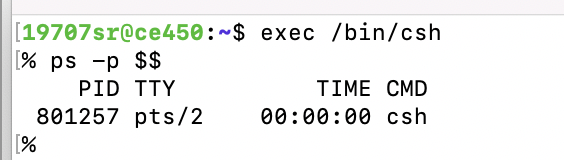 [19707sr@ce450:~$ exec /bin/csh
[% ps -p $$
    PID TTY          TIME CMD
 801257 pts/2    00:00:00 csh
%